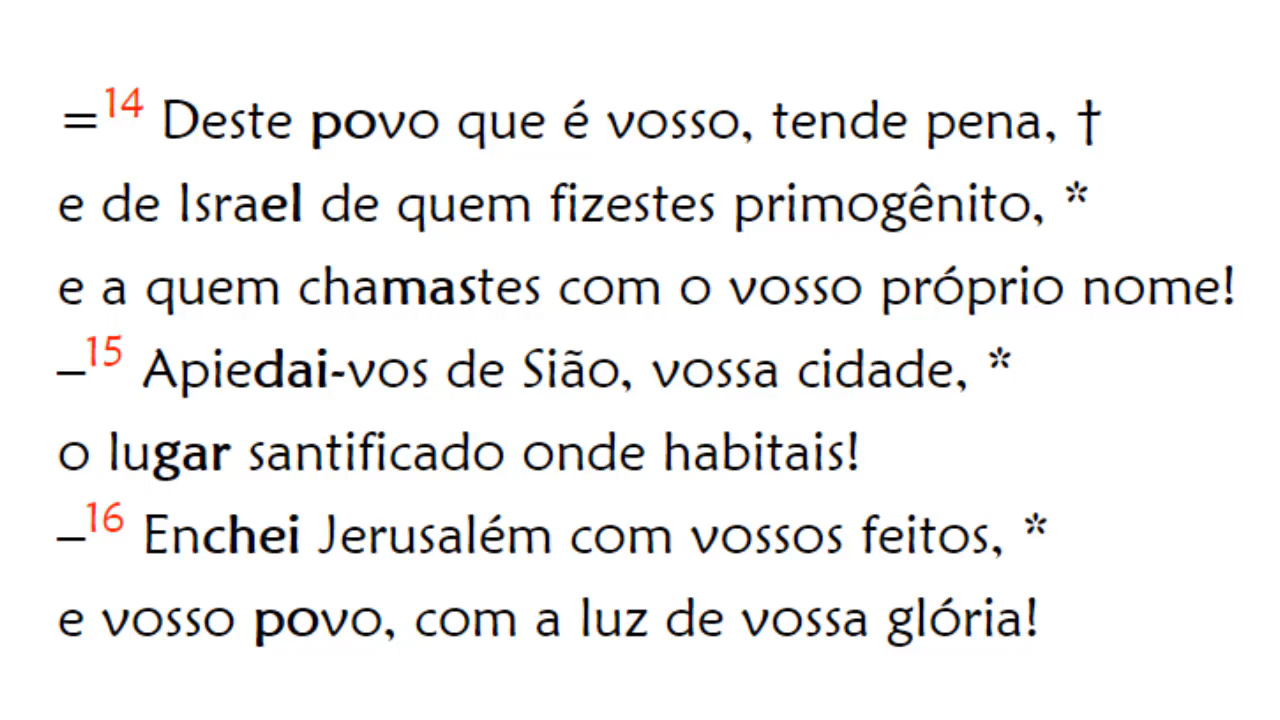 =14 Deste povo que é vosso, tende pena, †
e de Israel de quem fizestes primogênito, *
e a quem chamastes com o vosso próprio nome!
–15 Apiedai-vos de Sião, vossa cidade, *
o lugar santificado onde habitais!
–16 Enchei Jerusalém com vossos feitos, *
e vosso povo, com a luz de vossa glória!